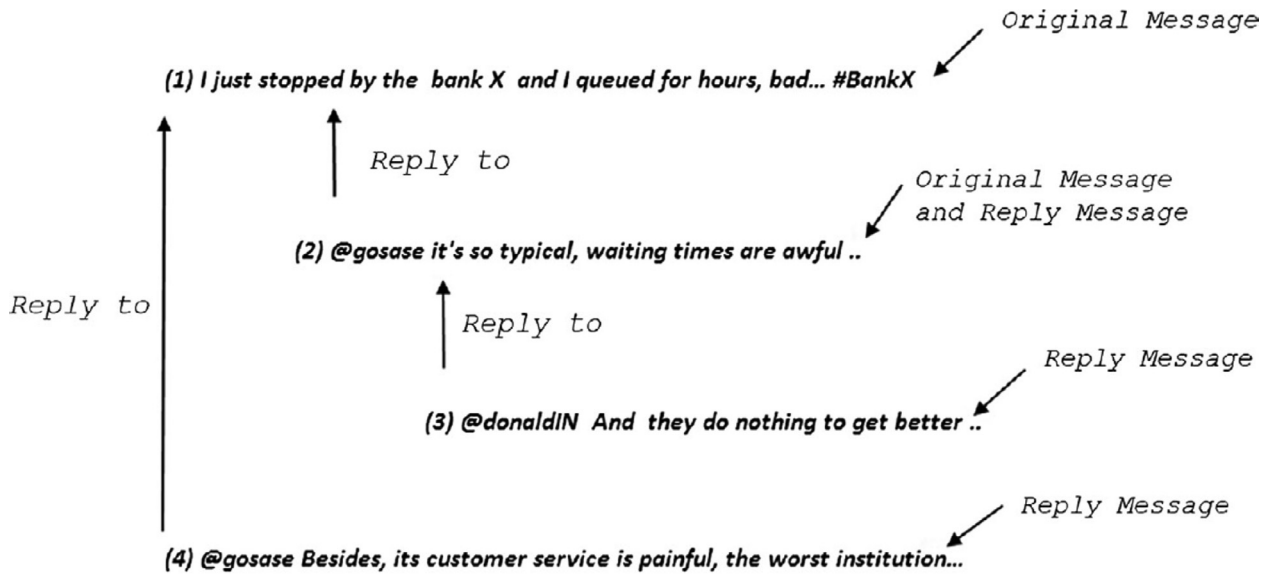 Original Message
(1) I just stopped by the bank X and I queued for hours, bad... #BankX
Reply to
Original Message
and Reply Message
(2) @gosase it's so typical, waiting times are awful ..
Reply to
Reply to
Reply Message
(3) @donaldIN And they do nothing to get better ..
Reply Message
(4) @gosase Besides, its customer service is painful, the worst institution...